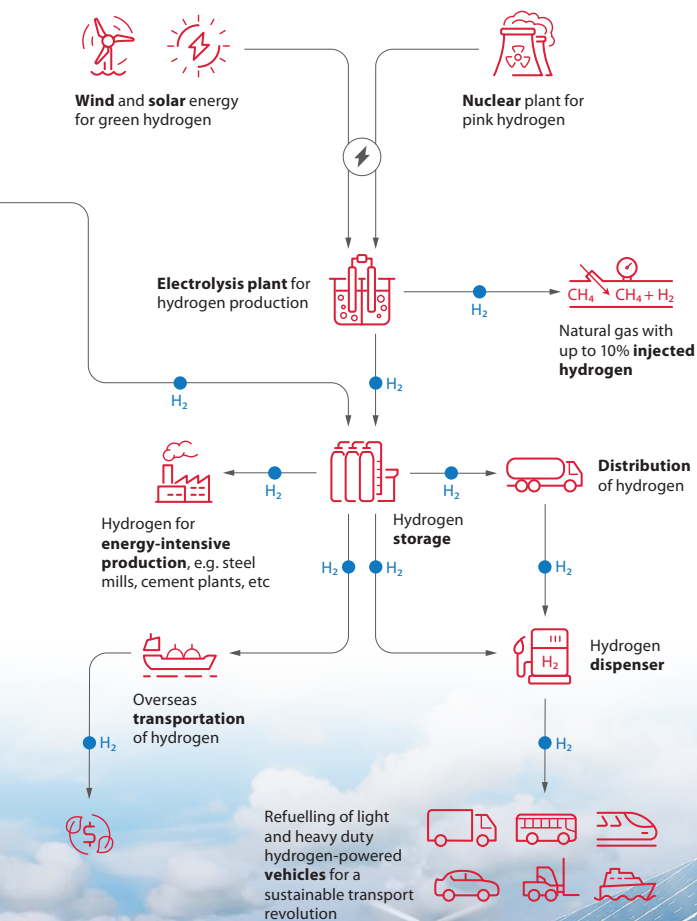 Wind and solar energy
for green hydrogen
Nuclear plant for
pink hydrogen
Electrolysis plant for
hydrogen production
H₂
CH₄
CH₄ + H₂
Natural gas with
up to 10% injected
hydrogen
H₂
H₂
H₂
H₂
Distribution
of hydrogen
Hydrogen for
energy-intensive
production, e.g. steel
mills, cement plants, etc
Hydrogen
storage
H₂
H₂
H₂
H₂
Hydrogen
dispenser
Overseas
transportation
of hydrogen
H₂
H₂
$
Refuelling of light
and heavy duty
hydrogen-powered
vehicles for a
sustainable transport
revolution